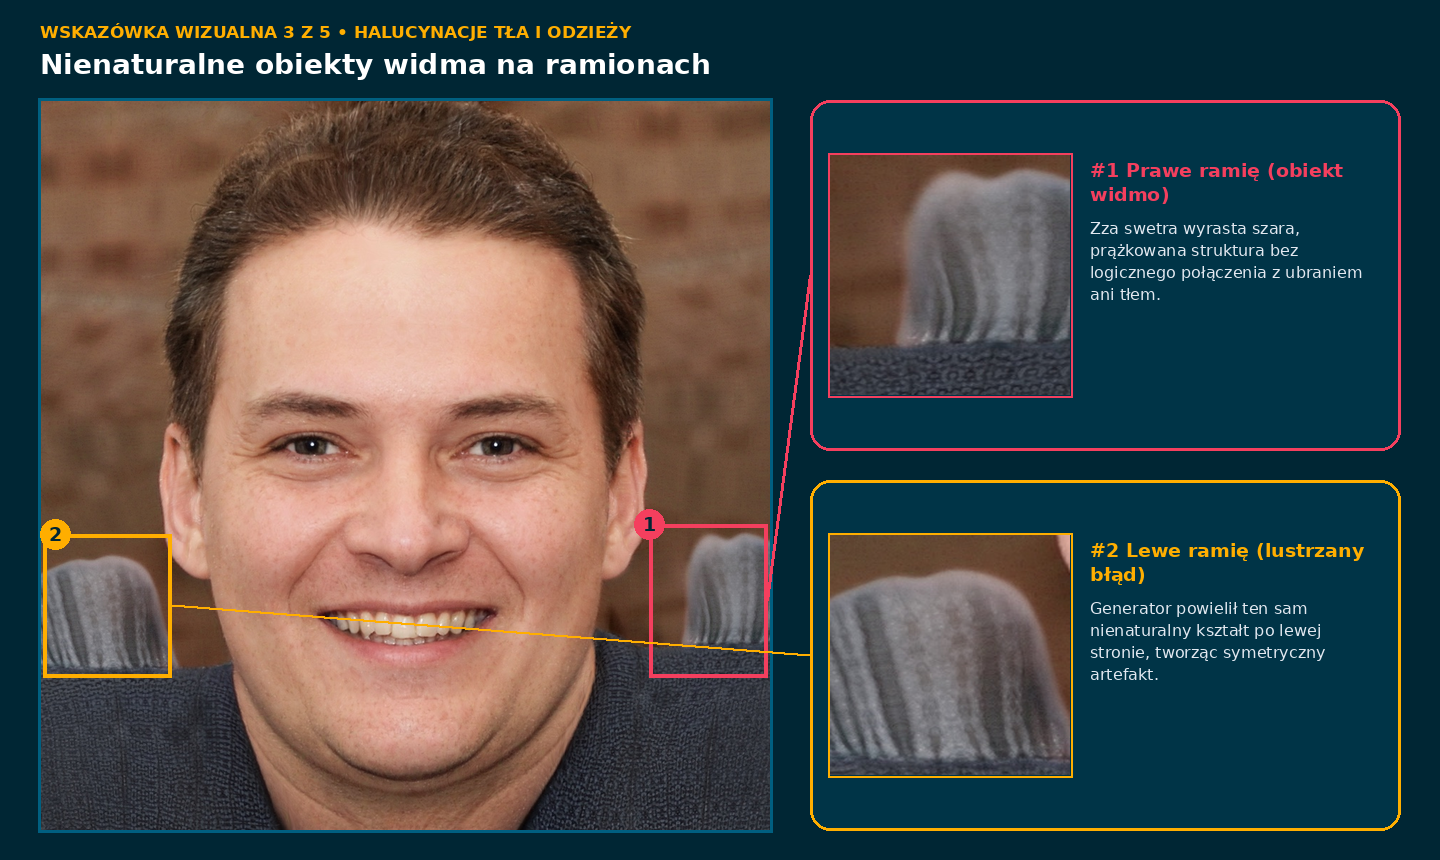 WSKAZÓWKA WIZUALNA 3 Z 5 • HALUCYNACJE TŁA I ODZIEŻY
Nienaturalne obiekty widma na ramionach
#1 Prawe ramię (obiekt
widmo)
Zza swetra wyrasta szara,
prążkowana struktura bez
logicznego połączenia z ubraniem
ani tłem.
1
2
#2 Lewe ramię (lustrzany
błąd)
Generator powielił ten sam
nienaturalny kształt po lewej
stronie, tworząc symetryczny
artefakt.